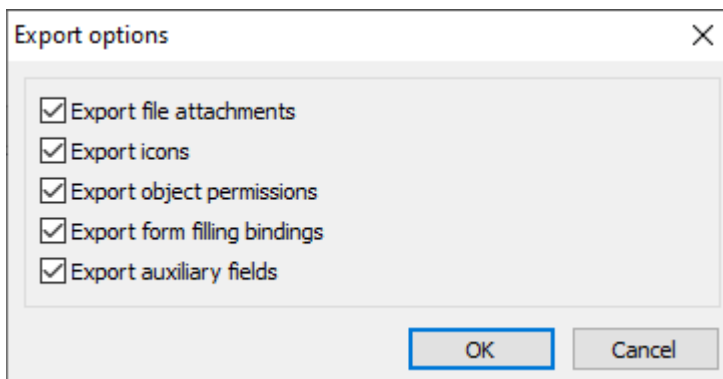 Export options
Export file attachments
Export icons
Export object permissions
Export form filling bindings
Export auxiliary fields
OK
Cancel